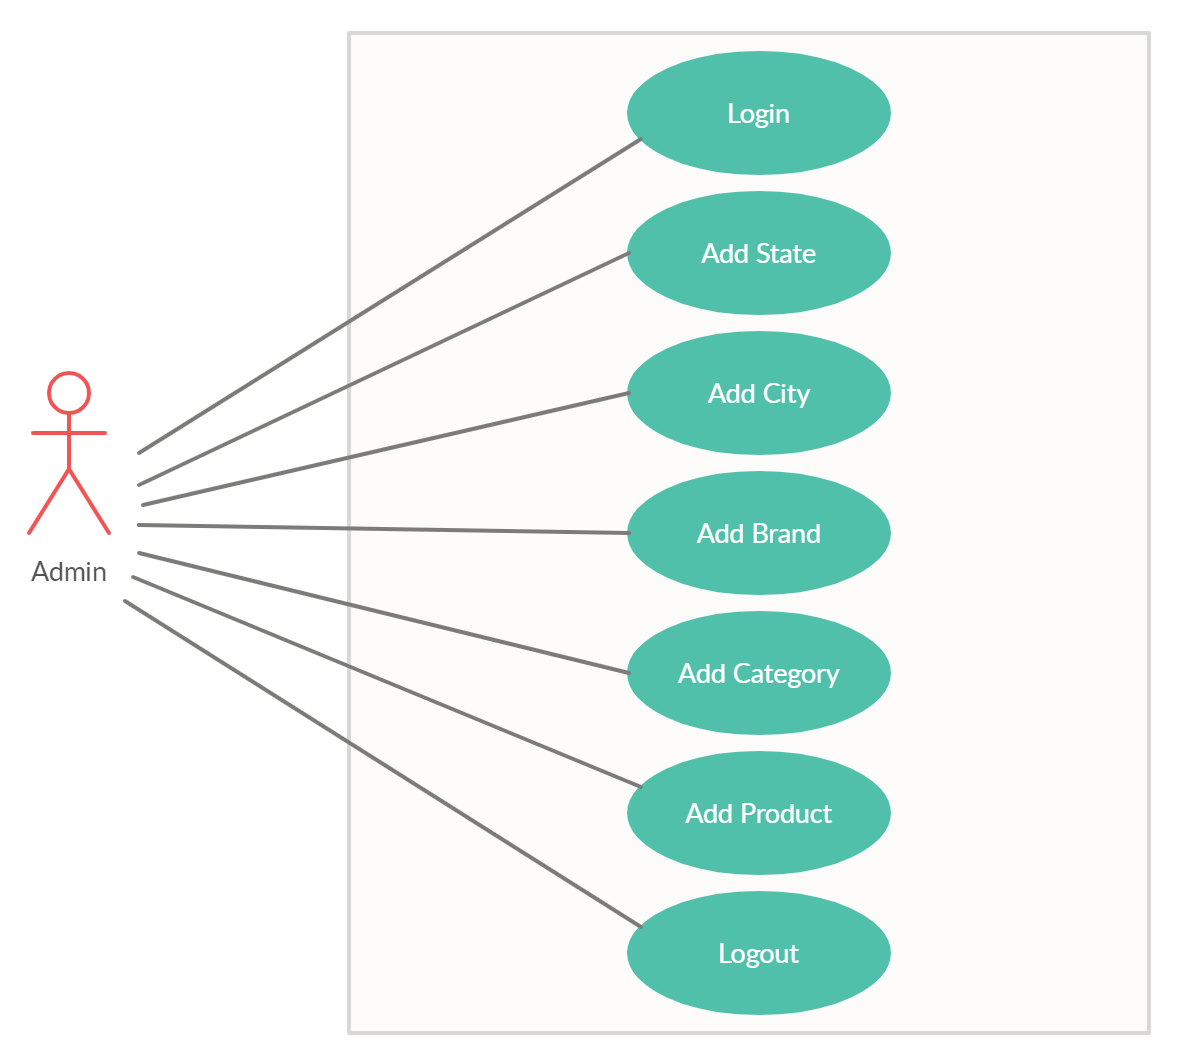 Login
Add State
Add City
Add Brand
Admin
Add Category
Add Product
Logout